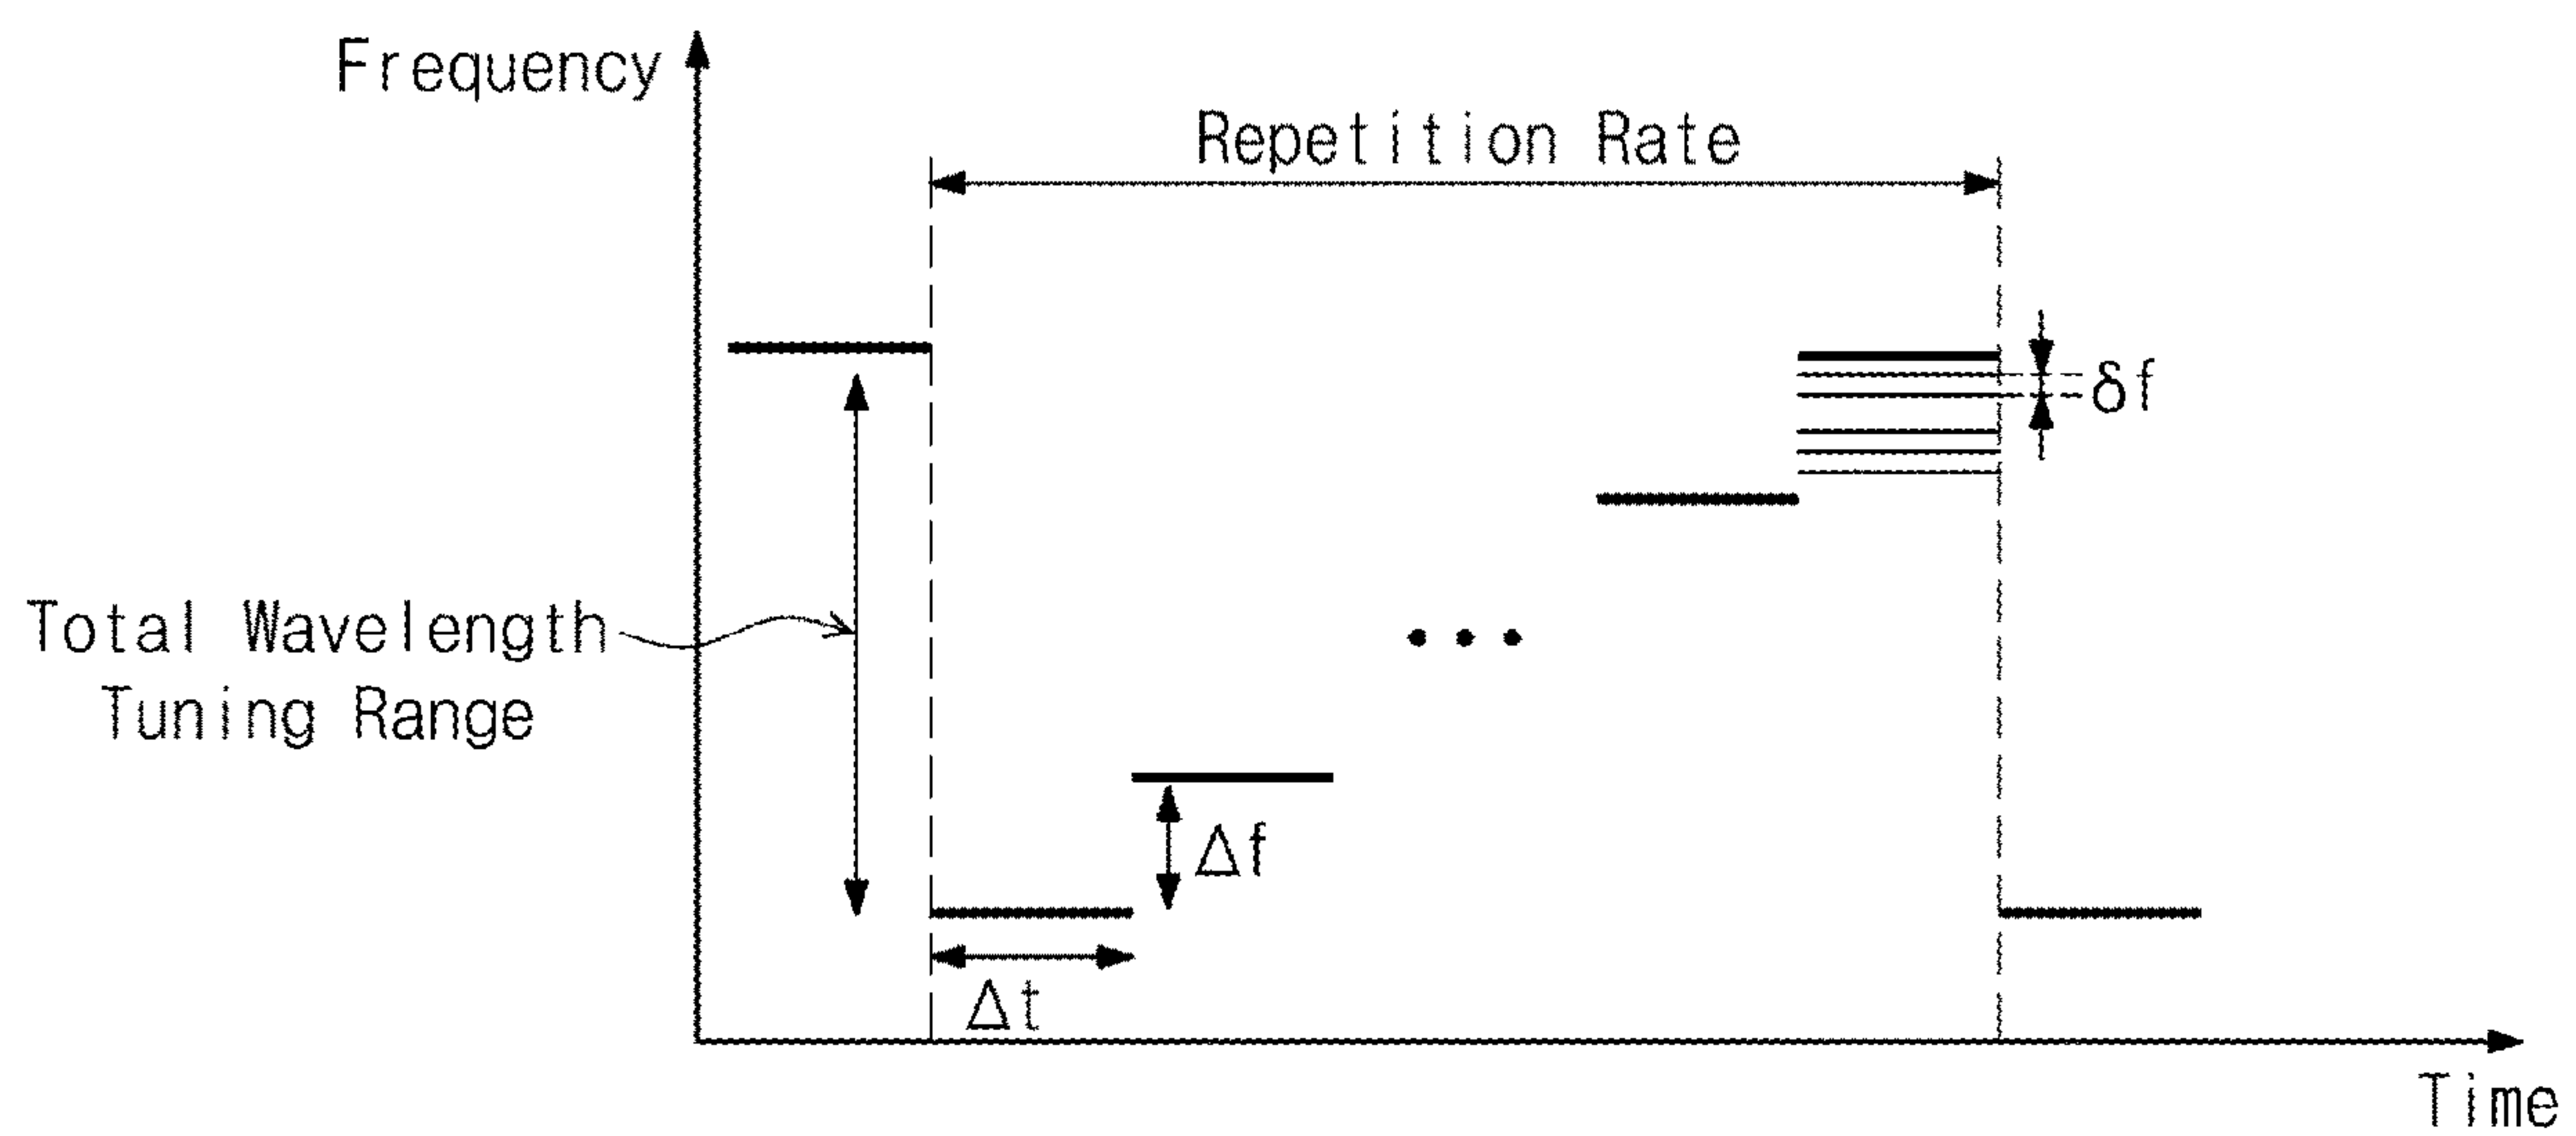 Frequency
Repetition Rate
δf
Total Wavelength
Tuning Range
Δf
Δt
Time